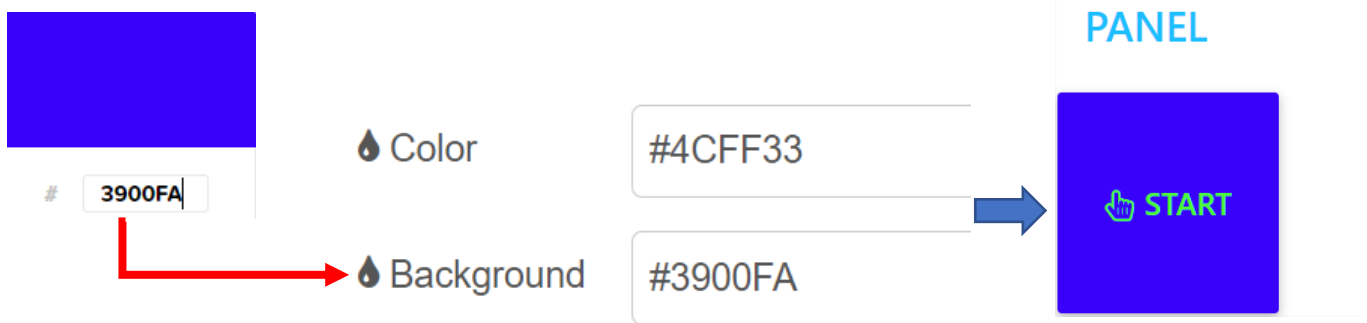 # 3900FA
Color #4CFF33
Background #3900FA
PANEL
START